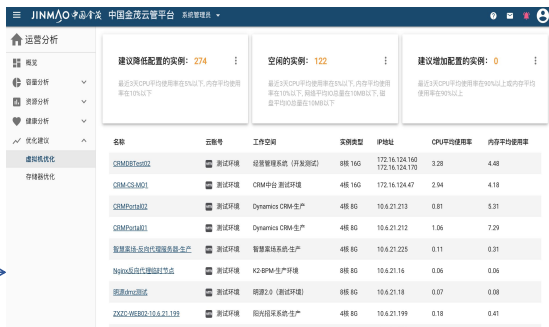 JINMAO 中国金茂 中国金茂云管平台 系统管理员
运营分析
概览
容量分析
资源分析
健康分析
优化建议
虚拟机优化
存储器优化
建议降低配置的实例： 274
最近3天CPU平均使用率在5%以下, 内存平均使用
率在10%以下
空闲的实例： 122
最近3天CPU平均使用率在5%以下, 内存平均使用
率在10%以下, 网络平均IO总量在10MB以下, 磁
盘平均IO总量在10MB以下
建议增加配置的实例： 0
最近3天CPU平均使用率在90%以上或内存平均
使用率在90%以上
名称 云账号 工作空间 实例类型 IP地址 CPU平均使用率 内存平均使用率
CRMDBTest02 测试环境 经营管理系统（开发测试） 8核 16G 172.16.124.160 3.28 4.48
172.16.124.170
CRM-CS-MQ1 测试环境 CRM中台 测试环境 4核 16G 172.16.124.47 2.94 4.18
CRMPortal02 测试环境 Dynamics CRM-生产 4核 8G 10.6.21.213 0.81 5.31
CRMPortal01 测试环境 Dynamics CRM-生产 4核 8G 10.6.21.212 1.06 7.29
智慧案场-反向代理服务器-生产 测试环境 智慧案场系统-生产 4核 8G 10.6.21.225 0.11 0.31
Nginx反向代理临时节点 测试环境 K2-BPM-生产环境 8核 8G 10.6.21.16 0.06 0.06
明源dmz测试 测试环境 明源2.0（测试环境） 8核 8G 10.6.21.18 0.07 0.08
ZXZC-WEB02-10.6.21.199 测试环境 阳光招采系统-生产 4核 8G 10.6.21.199 0.18 0.41